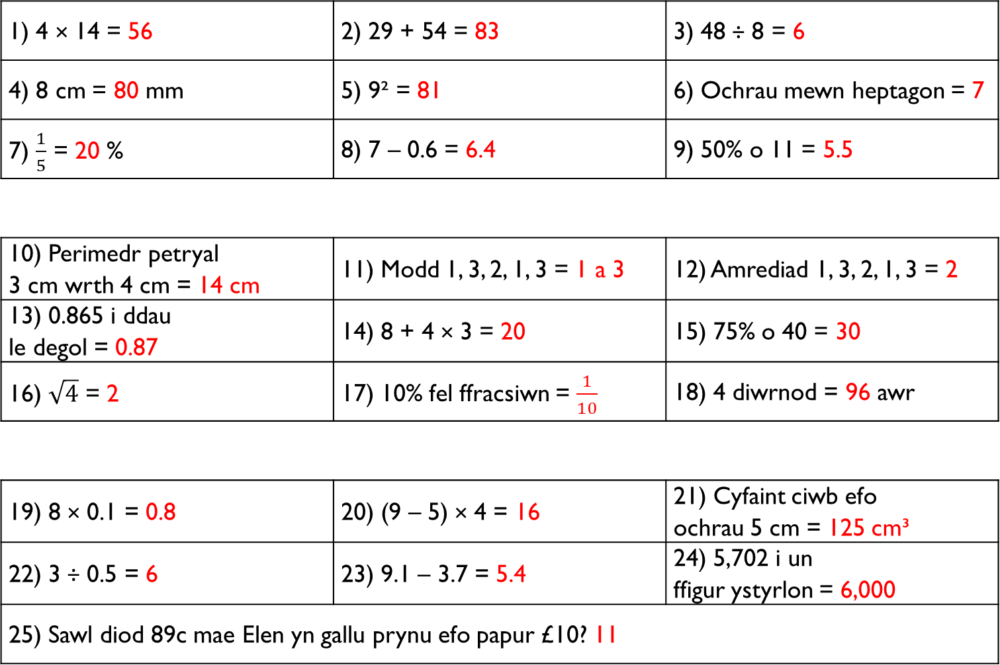 1) 4 × 14 = 56
2) 29 + 54 = 83
3) 48 ÷ 8 = 6
4) 8 cm = 80 mm
5) 9² = 81
6) Ochrau mewn heptagon = 7
7) 1/5 = 20 %
8) 7 – 0.6 = 6.4
9) 50% o 11 = 5.5
10) Perimedr petryal
3 cm wrth 4 cm = 14 cm
11) Modd 1, 3, 2, 1, 3 = 1 a 3
12) Amrediad 1, 3, 2, 1, 3 = 2
13) 0.865 i ddau
le degol = 0.87
14) 8 + 4 × 3 = 20
15) 75% o 40 = 30
16) √4 = 2
17) 10% fel ffracsiwn = 1/10
18) 4 diwrnod = 96 awr
19) 8 × 0.1 = 0.8
20) (9 – 5) × 4 = 16
21) Cyfaint ciwb efo
ochrau 5 cm = 125 cm³
22) 3 ÷ 0.5 = 6
23) 9.1 – 3.7 = 5.4
24) 5,702 i un
ffigur ystyrlon = 6,000
25) Sawl diod 89c mae Elen yn gallu prynu efo papur £10? 11